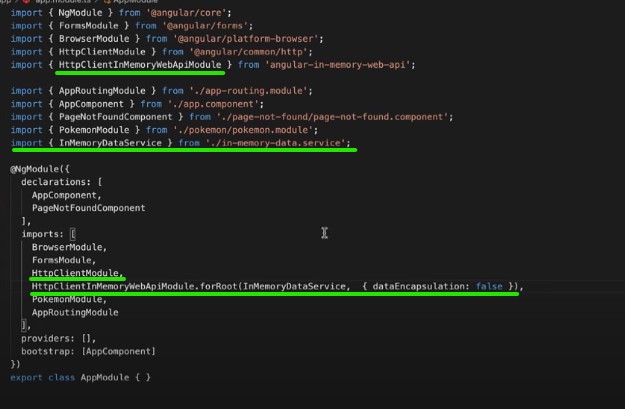 app.module.ts > AppModule
import { NgModule } from '@angular/core';
import { FormsModule } from '@angular/forms';
import { BrowserModule } from '@angular/platform-browser';
import { HttpClientModule } from '@angular/common/http';
import { HttpClientInMemoryWebApiModule } from 'angular-in-memory-web-api';
import { AppRoutingModule } from './app-routing.module';
import { AppComponent } from './app.component';
import { PageNotFoundComponent } from './page-not-found/page-not-found.component';
import { PokemonModule } from './pokemon/pokemon.module';
import { InMemoryDataService } from './in-memory-data.service';
@NgModule({
declarations: [
AppComponent,
PageNotFoundComponent
],
imports: [
BrowserModule,
FormsModule,
HttpClientModule,
HttpClientInMemoryWebApiModule.forRoot(InMemoryDataService, { dataEncapsulation: false }),
PokemonModule,
AppRoutingModule
],
providers: [],
bootstrap: [AppComponent]
})
export class AppModule { }